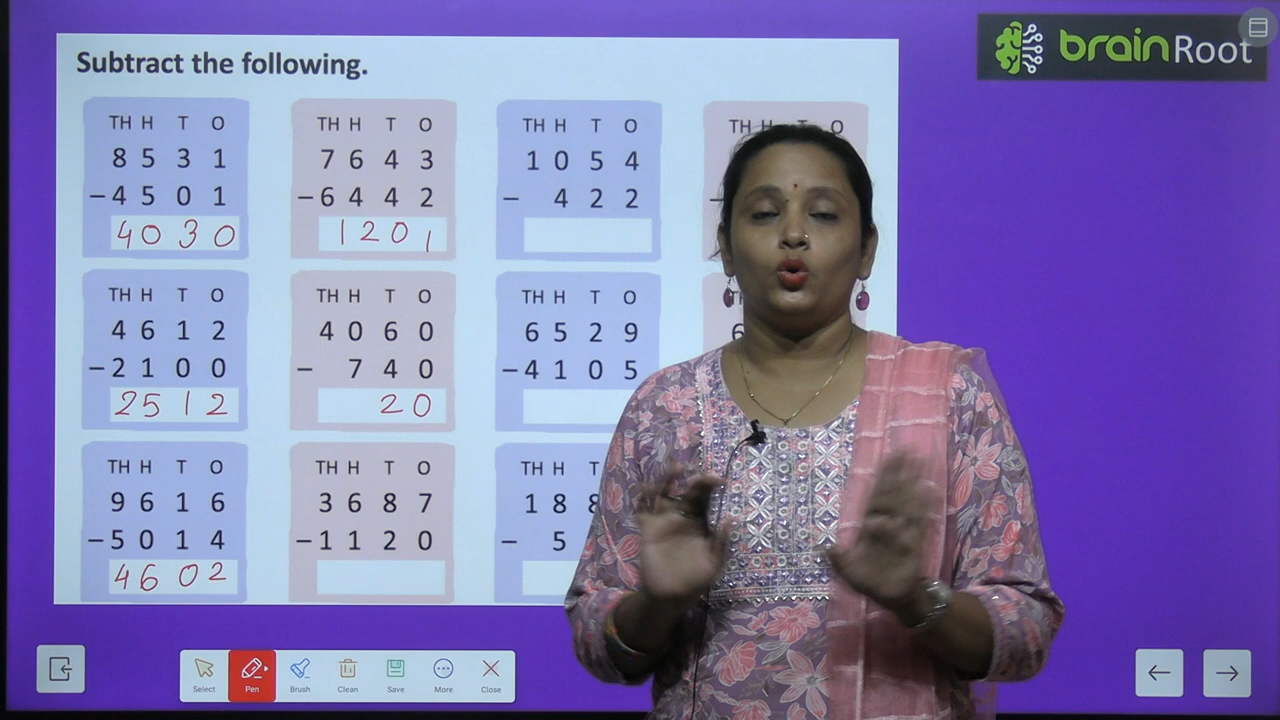 brainRoot
Subtract the following.
TH H T O
8 5 3 1
– 4 5 0 1
4 0 3 0
TH H T O
7 6 4 3
– 6 4 4 2
1 2 0 1
TH H T O
1 0 5 4
– 4 2 2
TH H T O
–
TH H T O
4 6 1 2
– 2 1 0 0
2 5 1 2
TH H T O
4 0 6 0
– 7 4 0
2 0
TH H T O
6 5 2 9
– 4 1 0 5
6
TH H T O
9 6 1 6
– 5 0 1 4
4 6 0 2
TH H T O
3 6 8 7
– 1 1 2 0
TH H T
1 8 8
– 5
Select Pen Brush Clean Save More Close